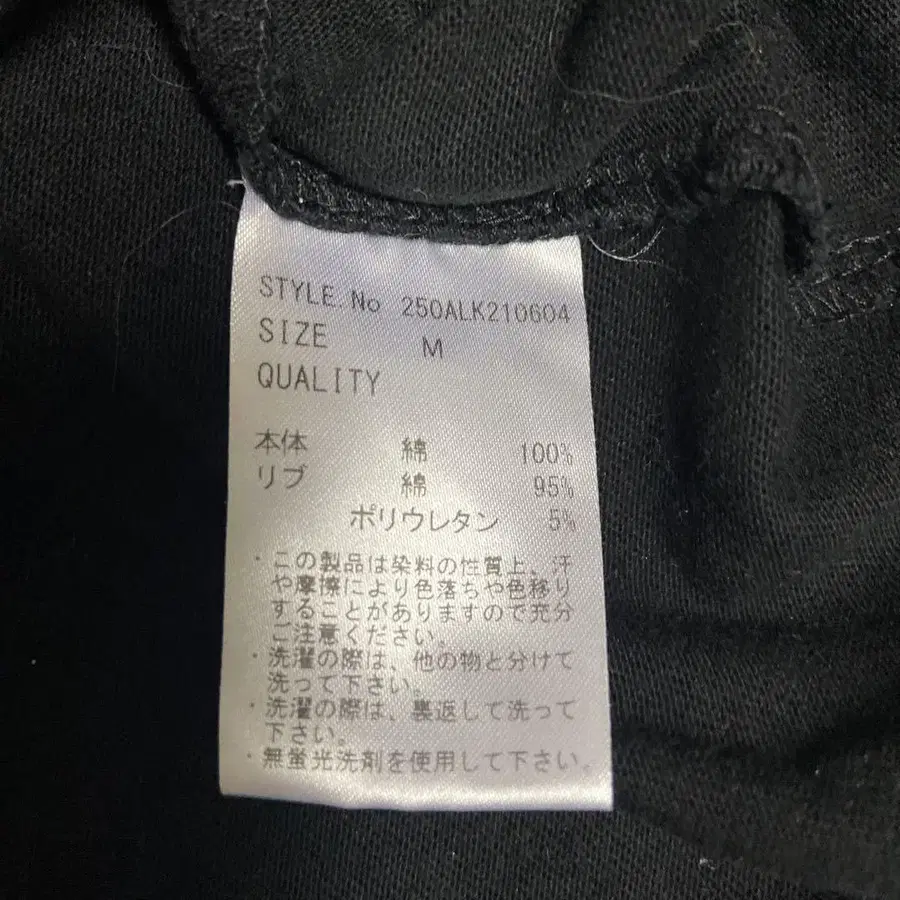 STYLE.No 250ALK210604
SIZE M
QUALITY
本体 綿 100%
リブ 綿 95%
ポリウレタン 5%
・この製品は染料の性質上、汗
や摩擦により色落ちや色移り
することがありますので充分
ご注意ください。
・洗濯の際は、他の物と分けて
洗って下さい。
・洗濯の際は、裏返して洗って
下さい。
・無蛍光洗剤を使用して下さい。